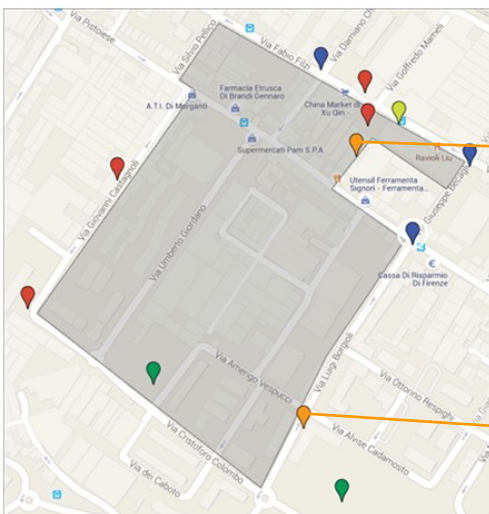 Via Pistoiese
Via Silvio Pellico
Via Fabio Filzi
Via Damiano Ch
Via Goffredo Mameli
Farmacia Etrusca
Di Brandi Gennaro
A.T.I. Di Morganti
China Market di
Xu Qin -
Supermercati Pam S.P.A
Ravioli Liu
Utensil Ferramenta
Signori - Ferramenta...
Via Giovanni Castagnoli
Via Umberto Giordano
Giuseppe Becagli
Cassa Di Risparmio
Di Firenze
€
Via Amerigo Vespucci
Via Luigi Borgioli
Via Ottorino Respighi
Via Cristoforo Colombo
Via Alvise Cadamosto
Via dei Caboto